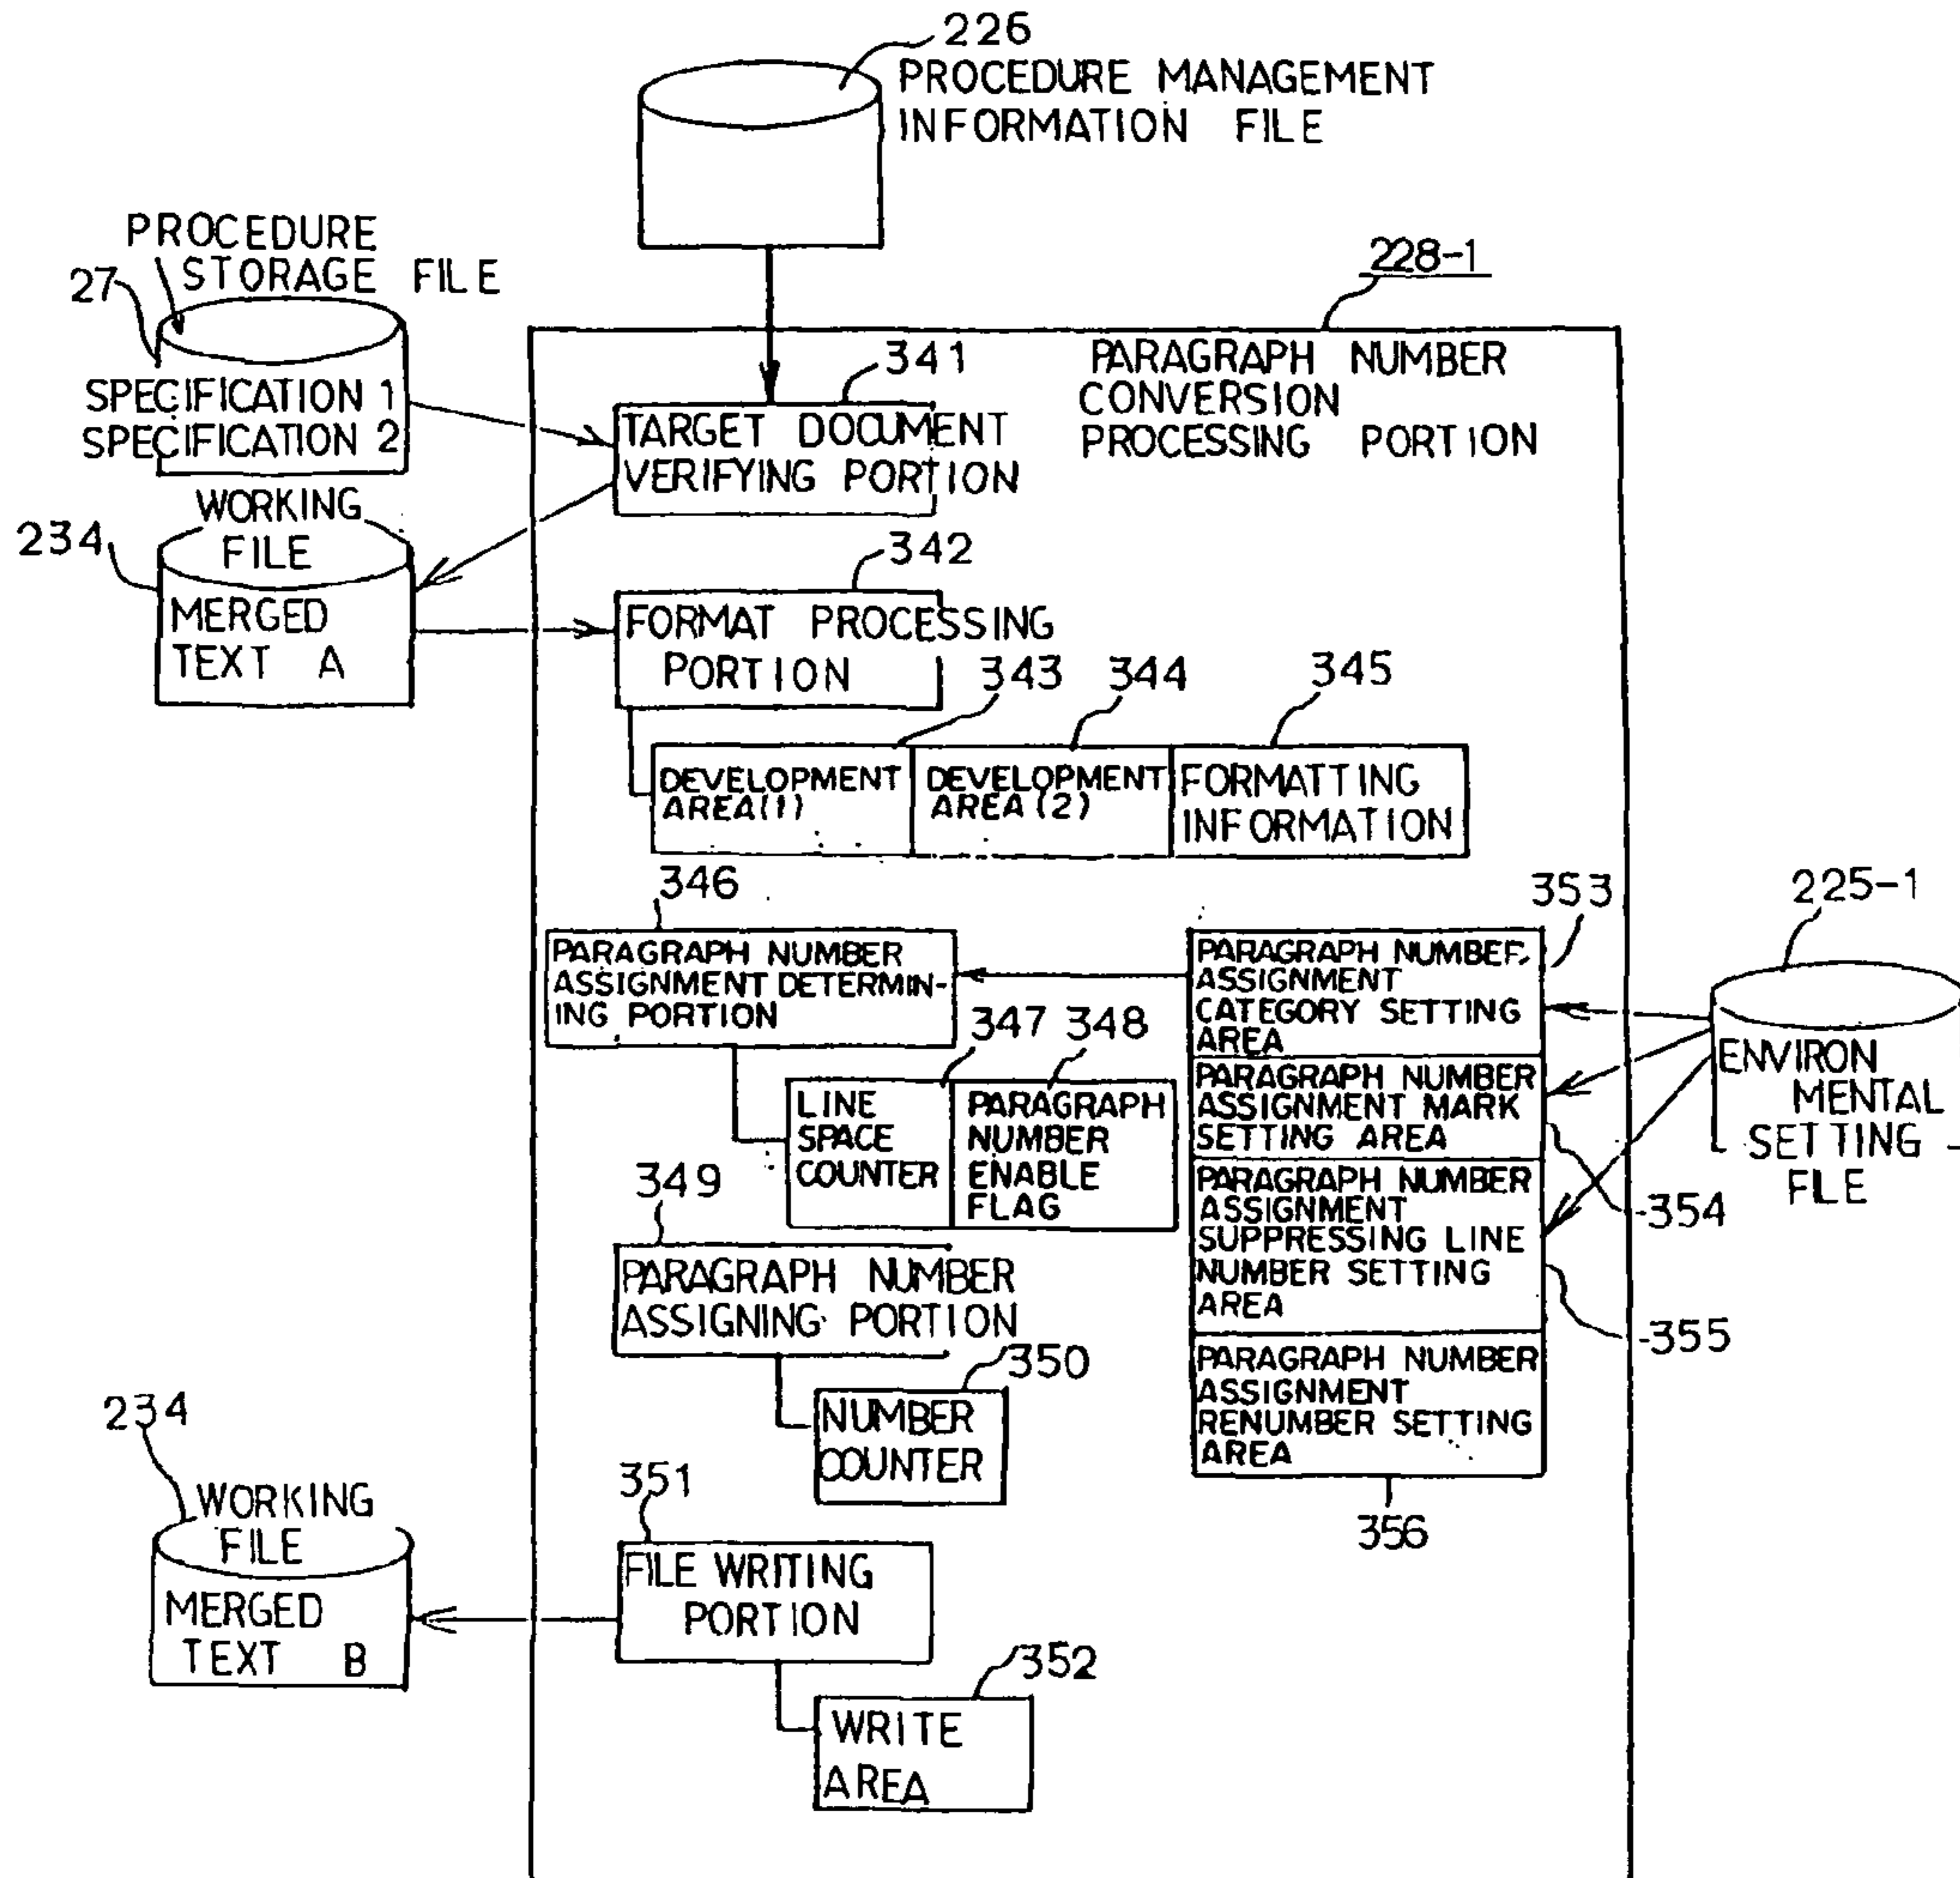 226
PROCEDURE MANAGEMENT
INFORMATION FILE
PROCEDURE
STORAGE FILE
27
SPECIFICATION 1
SPECIFICATION 2
228-1
PARAGRAPH NUMBER
CONVERSION
PROCESSING PORTION
341
TARGET DOCUMENT
VERIFYING PORTION
WORKING
FILE
234
MERGED
TEXT A
342
FORMAT PROCESSING
PORTION
343
344
345
DEVELOPMENT
AREA(1)
DEVELOPMENT
AREA(2)
FORMATTING
INFORMATION
346
PARAGRAPH NUMBER
ASSIGNMENT DETERMIN-
ING PORTION
347
348
LINE
SPACE
COUNTER
PARAGRAPH
NUMBER
ENABLE
FLAG
353
PARAGRAPH NUMBER
ASSIGNMENT
CATEGORY SETTING
AREA
PARAGRAPH NUMBER
ASSIGNMENT MARK
SETTING AREA
354
PARAGRAPH NUMBER
ASSIGNMENT
SUPPRESSING LINE
NUMBER SETTING
AREA
355
PARAGRAPH NUMBER
ASSIGNMENT
RENUMBER SETTING
AREA
356
225-1
ENVIRON
MENTAL
SETTING
FILE
349
PARAGRAPH NUMBER
ASSIGNING PORTION
350
NUMBER
COUNTER
234
WORKING
FILE
MERGED
TEXT B
351
FILE WRITING
PORTION
352
WRITE
AREA